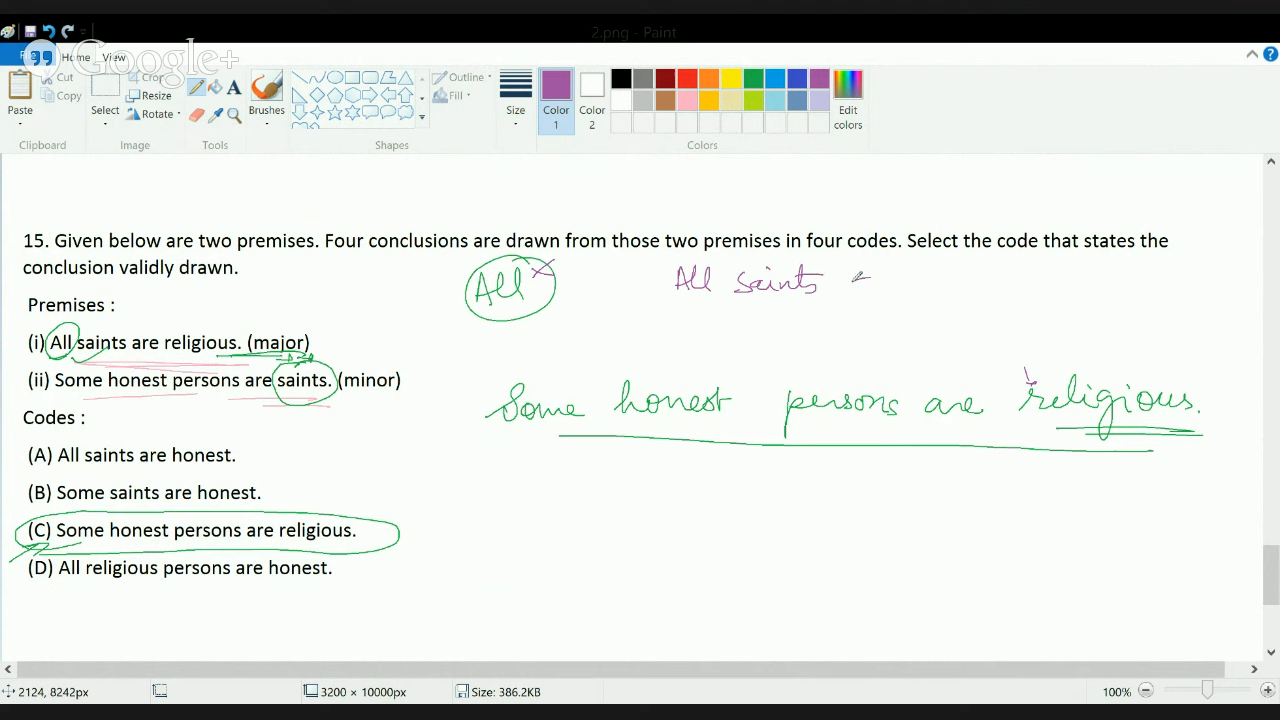 2.png - Paint
File Home View
Google+
Cut
Copy
Paste
Crop
Resize
Rotate
Select
Brushes
Outline
Fill
Size
Color 1
Color 2
Edit colors
Clipboard Image Tools Shapes Colors
15. Given below are two premises. Four conclusions are drawn from those two premises in four codes. Select the code that states the
conclusion validly drawn.
All All saints
Premises :
(i) All saints are religious. (major)
(ii) Some honest persons are saints. (minor)
Some honest persons are religious.
Codes :
(A) All saints are honest.
(B) Some saints are honest.
(C) Some honest persons are religious.
(D) All religious persons are honest.
2124, 8242px 3200 × 10000px Size: 386.2KB 100%